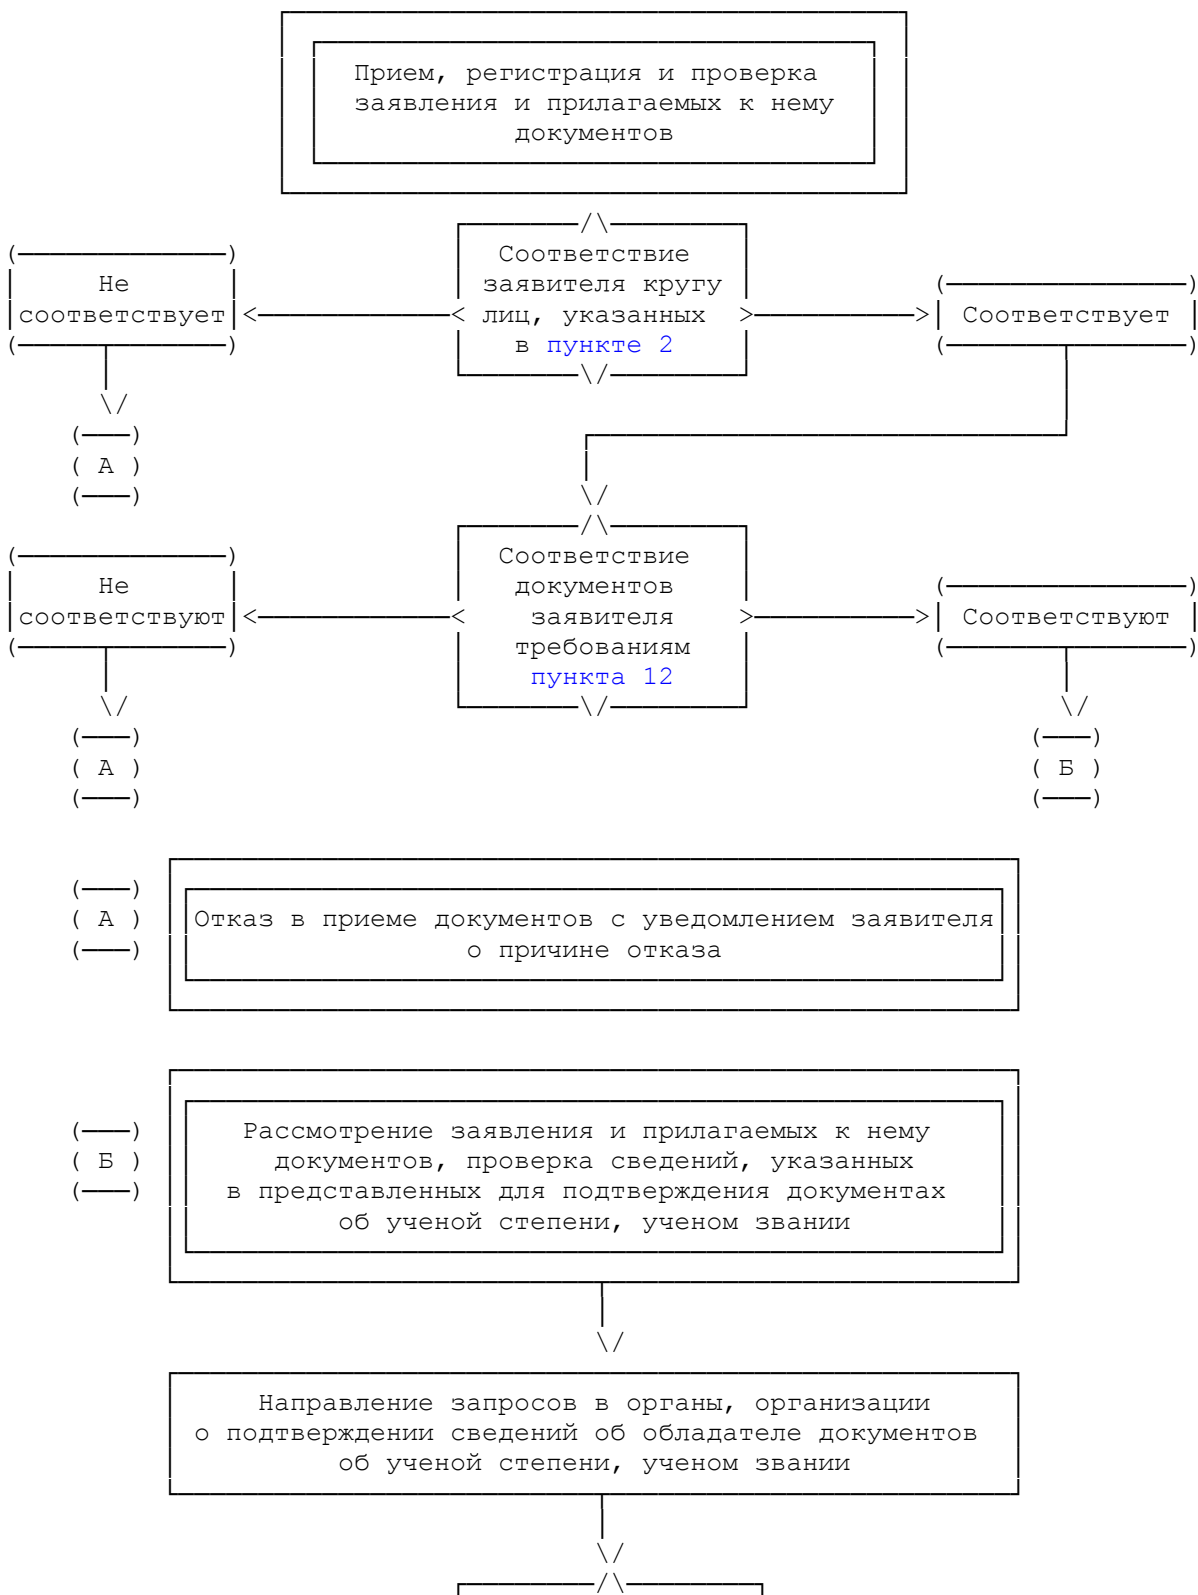 Прием, регистрация и проверка
заявления и прилагаемых к нему
документов
Соответствие
заявителя кругу
лиц, указанных
в пункте 2
Не
соответствует
Соответствует
А
Соответствие
документов
заявителя
требованиям
пункта 12
Не
соответствуют
Соответствуют
А
Б
А
Отказ в приеме документов с уведомлением заявителя
о причине отказа
Б
Рассмотрение заявления и прилагаемых к нему
документов, проверка сведений, указанных
в представленных для подтверждения документах
об ученой степени, ученом звании
Направление запросов в органы, организации
о подтверждении сведений об обладателе документов
об ученой степени, ученом звании